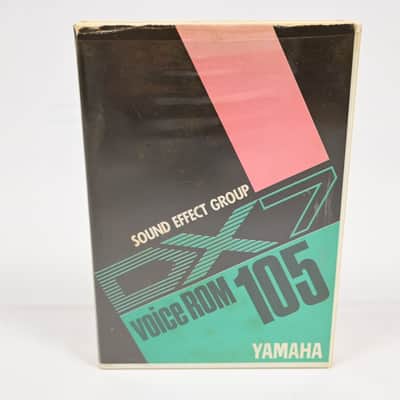 SOUND EFFECT GROUP
DX7
voice ROM 105
YAMAHA